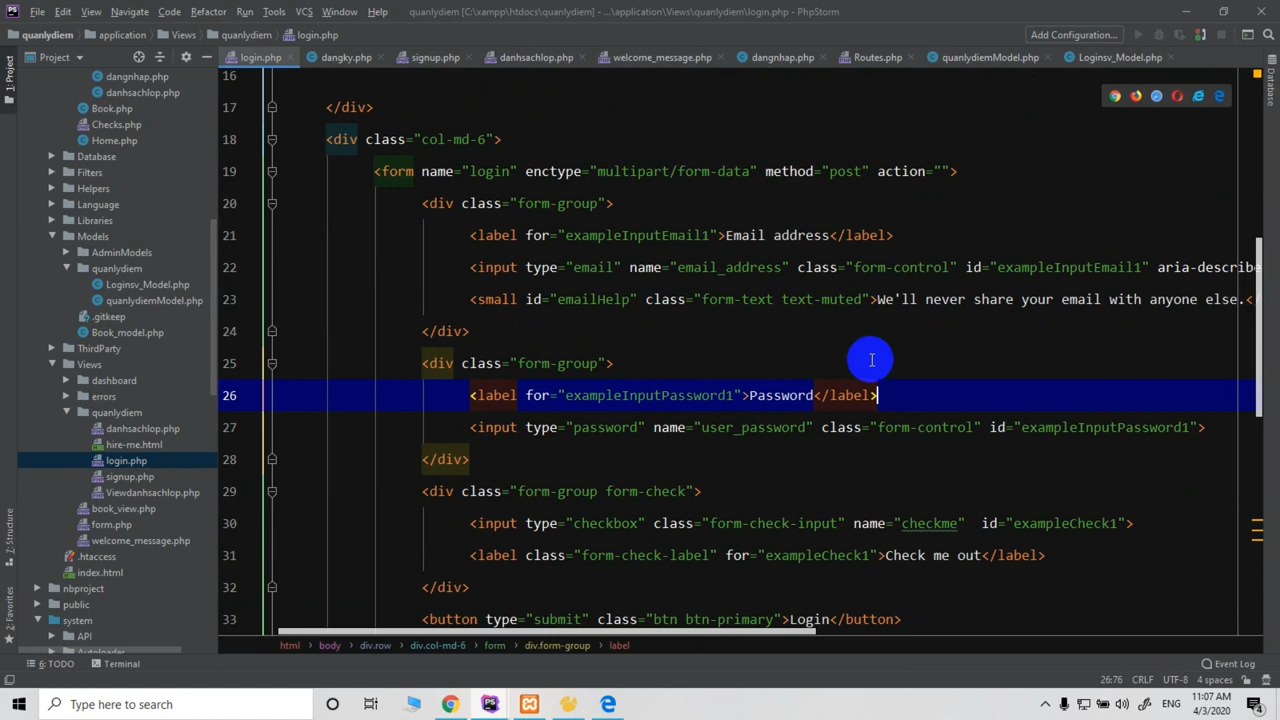 File Edit View Navigate Code Refactor Run Tools VCS Window Help quanlydiem [C:\xampp\htdocs\quanlydiem] - ...\application\Views\quanlydiem\login.php - PhpStorm
quanlydiem application Views quanlydiem login.php Add Configuration...
Project login.php dangky.php signup.php danhsachlop.php welcome_message.php dangnhap.php Routes.php quanlydiemModel.php Loginsv_Model.php
1: Project
7: Structure
2: Favorites
Database
dangnhap.php
danhsachlop.php
Book.php
Checks.php
Home.php
Database
Filters
Helpers
Language
Libraries
Models
AdminModels
quanlydiem
Loginsv_Model.php
quanlydiemModel.php
.gitkeep
Book_model.php
ThirdParty
Views
dashboard
errors
quanlydiem
danhsachlop.php
hire-me.html
login.php
signup.php
Viewdanhsachlop.php
book_view.php
form.php
welcome_message.php
.htaccess
index.html
nbproject
public
system
API
Autoloader
16
17 </div>
18 <div class="col-md-6">
19 <form name="login" enctype="multipart/form-data" method="post" action="">
20 <div class="form-group">
21 <label for="exampleInputEmail1">Email address</label>
22 <input type="email" name="email_address" class="form-control" id="exampleInputEmail1" aria-describe
23 <small id="emailHelp" class="form-text text-muted">We'll never share your email with anyone else.<
24 </div>
25 <div class="form-group">
26 <label for="exampleInputPassword1">Password</label>
27 <input type="password" name="user_password" class="form-control" id="exampleInputPassword1">
28 </div>
29 <div class="form-group form-check">
30 <input type="checkbox" class="form-check-input" name="checkme" id="exampleCheck1">
31 <label class="form-check-label" for="exampleCheck1">Check me out</label>
32 </div>
33 <button type="submit" class="btn btn-primary">Login</button>
html body div.row div.col-md-6 form div.form-group label
6: TODO Terminal Event Log
26:76 CRLF UTF-8 4 spaces
Type here to search
ENG
11:07 AM
4/3/2020
4